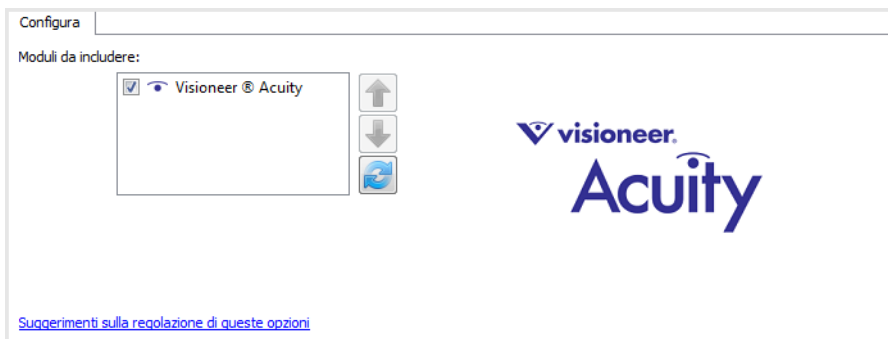 Configura
Moduli da includere:
Visioneer ® Acuity
visioneer.
Acuity
Suggerimenti sulla regolazione di queste opzioni